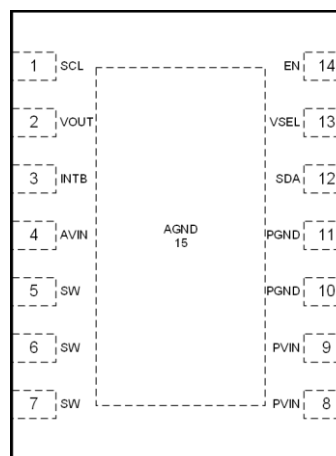 1 SCL EN 14
2 VOUT VSEL 13
3 INTB SDA 12
4 AVIN AGND PGND 11
15
5 SW PGND 10
6 SW PVIN 9
7 SW PVIN 8